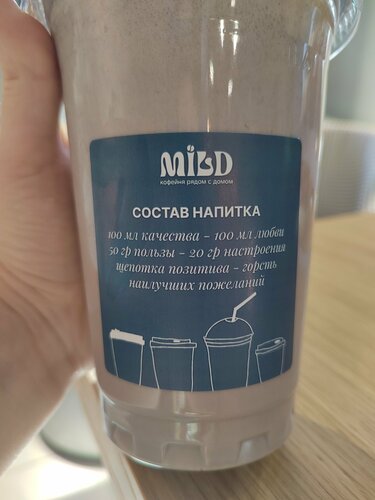 MILD
кофейня рядом с домом
СОСТАВ НАПИТКА
100 мл качества – 100 мл любви
50 гр пользы – 20 гр настроения
щепотка позитива – горсть
наилучших пожеланий